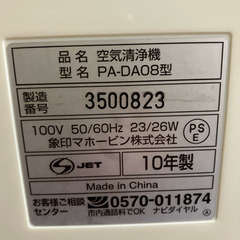 品名 空気清浄機
型名 PA-DA08型
製造番号 3500823
100V 50/60Hz 23/26W
象印マホービン株式会社
PSE
JET 10年製
Made in China
お客様ご相談センター 0570-011874
市内通話料でOK ナビダイヤル